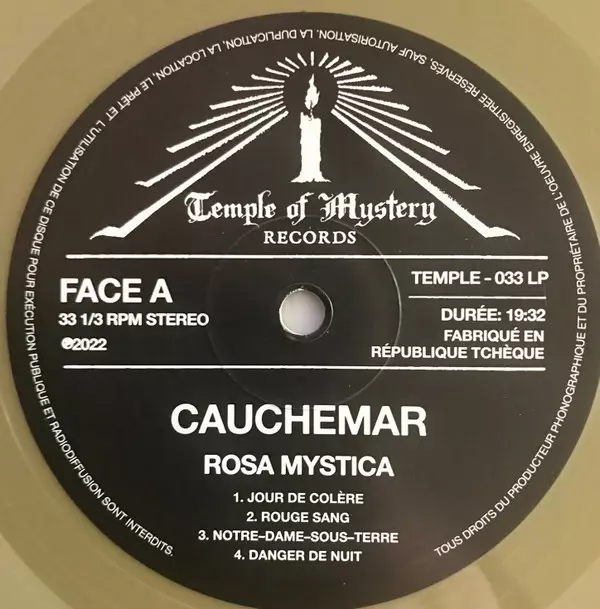 Temple of Mystery
RECORDS
FACE A
33 1/3 RPM STEREO
℗2022
TEMPLE - 033 LP
DURÉE: 19:32
FABRIQUÉ EN
RÉPUBLIQUE TCHÈQUE
CAUCHEMAR
ROSA MYSTICA
1. JOUR DE COLÈRE
2. ROUGE SANG
3. NOTRE-DAME-SOUS-TERRE
4. DANGER DE NUIT
TOUS DROITS DU PRODUCTEUR PHONOGRAPHIQUE ET DU PROPRIÉTAIRE DE L'OEUVRE ENREGISTRÉE RÉSERVÉS, SAUF AUTORISATION, LA DUPLICATION, LA LOCATION, LE PRÊT ET L'UTILISATION DE CE DISQUE POUR EXÉCUTION PUBLIQUE ET RADIODIFFUSION SONT INTERDITS.